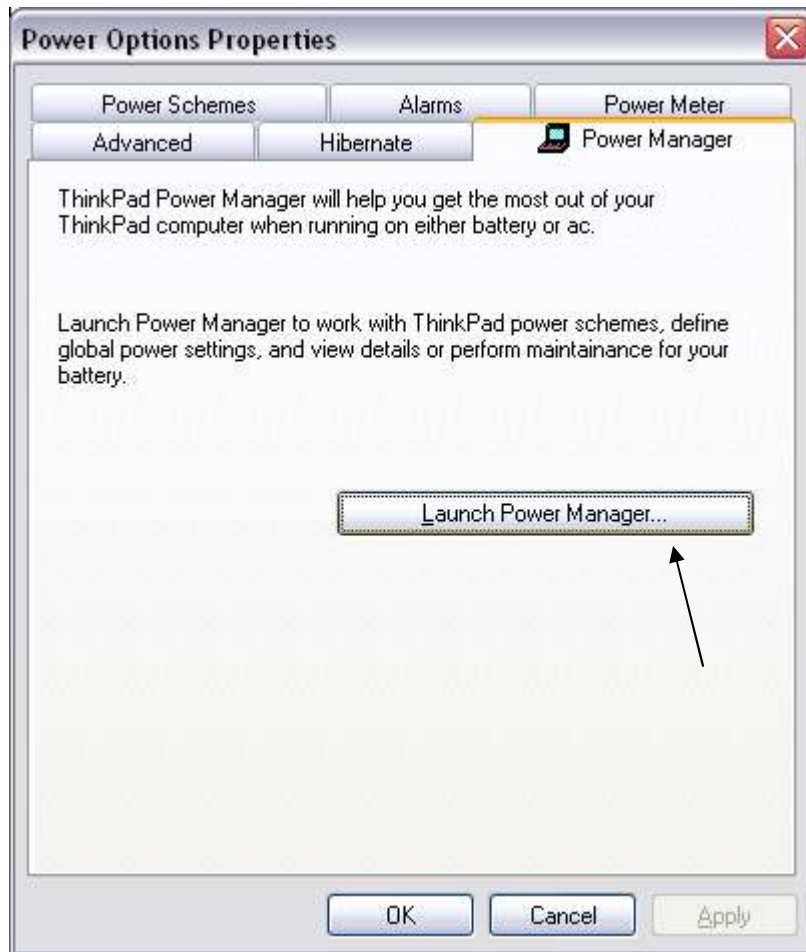 Power Options Properties
Power Schemes Alarms Power Meter
Advanced Hibernate Power Manager
ThinkPad Power Manager will help you get the most out of your
ThinkPad computer when running on either battery or ac.
Launch Power Manager to work with ThinkPad power schemes, define
global power settings, and view details or perform maintainance for your
battery.
Launch Power Manager...
OK Cancel Apply